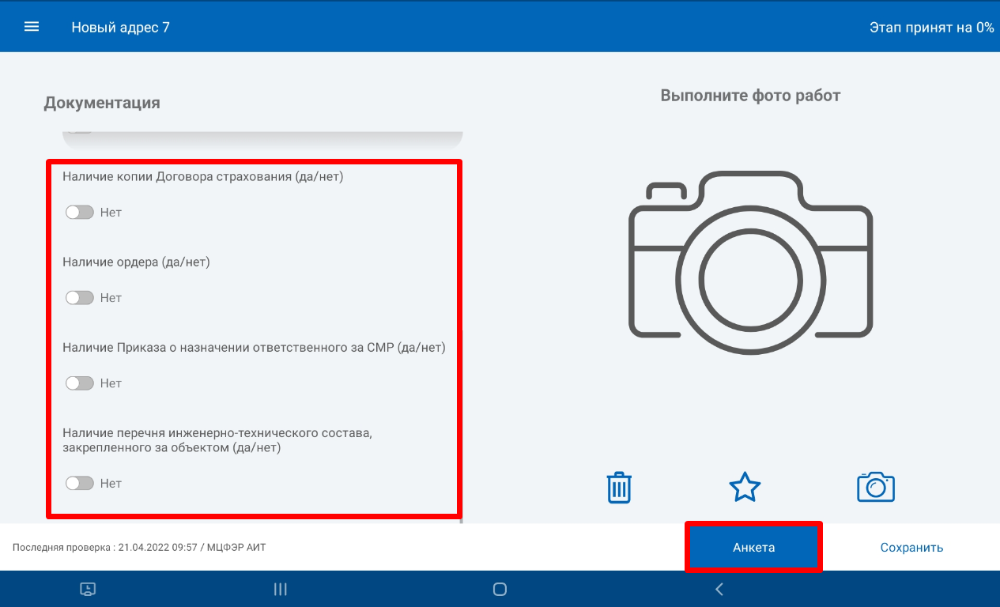 Новый адрес 7
Этап принят на 0%
Документация
Выполните фото работ
Наличие копии Договора страхования (да/нет)
Нет
Наличие ордера (да/нет)
Нет
Наличие Приказа о назначении ответственного за СМР (да/нет)
Нет
Наличие перечня инженерно-технического состава,
закрепленного за объектом (да/нет)
Нет
Последняя проверка : 21.04.2022 09:57 / МЦФЭР АИТ
Анкета
Сохранить